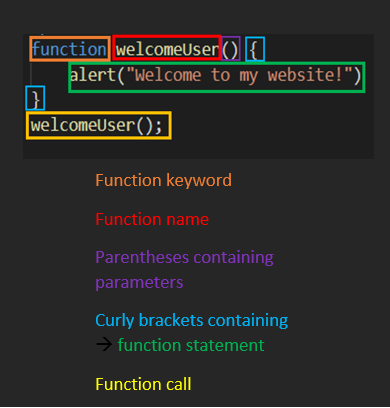 function welcomeUser() {
alert("Welcome to my website!")
}
welcomeUser();
Function keyword
Function name
Parentheses containing
parameters
Curly brackets containing
→ function statement
Function call